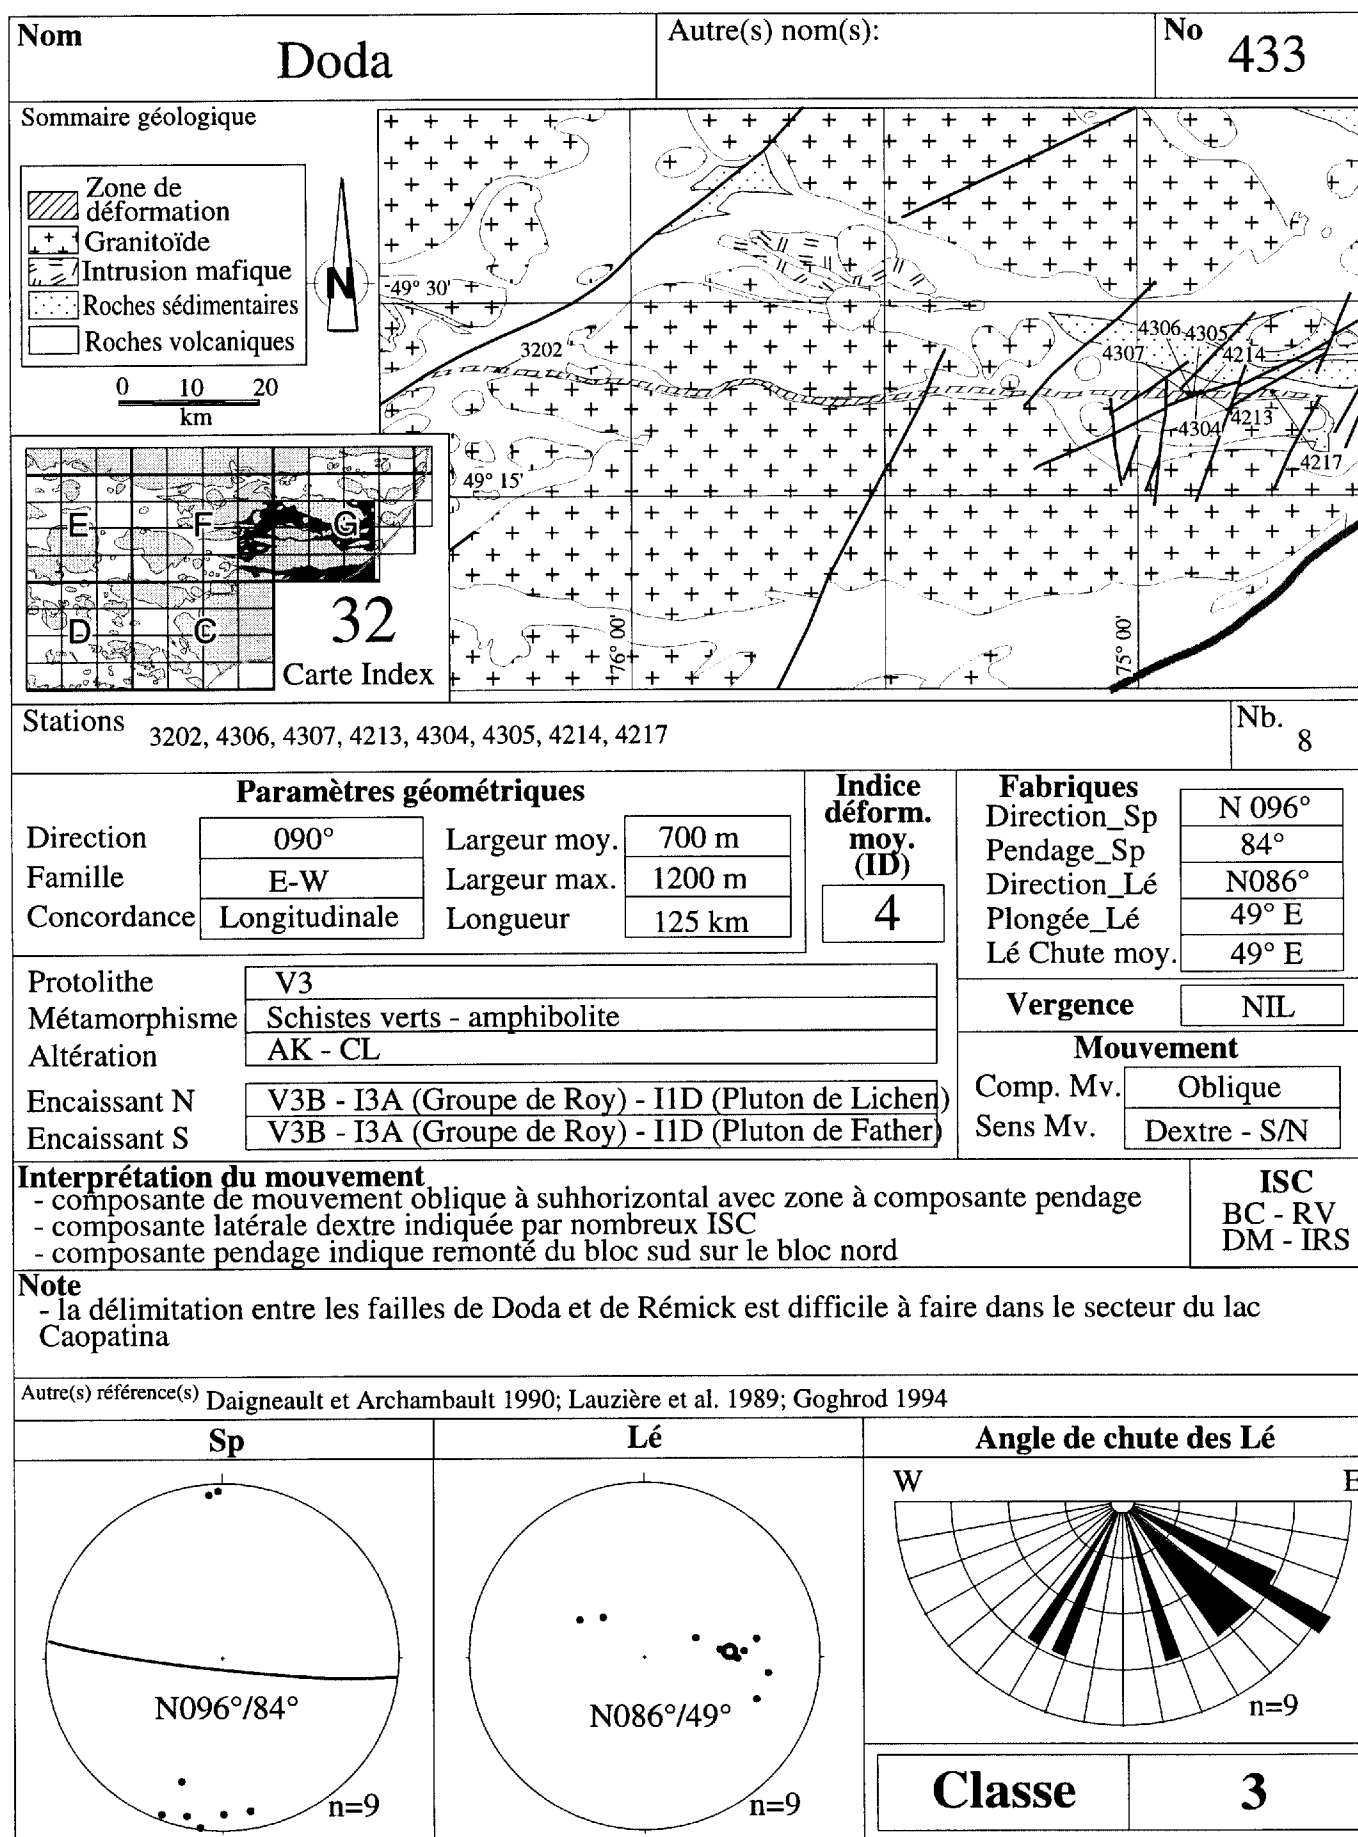 Nom
Doda
Autre(s) nom(s):
No
433
Sommaire géologique
Zone de
déformation
Granitoïde
Intrusion mafique
Roches sédimentaires
Roches volcaniques
N
0 10 20
km
49° 30'
3202
4306 4305
4307
4214
4304
4213
4217
49° 15'
76° 00'
75° 00'
E
F
G
D
C
32
Carte Index
Stations
3202, 4306, 4307, 4213, 4304, 4305, 4214, 4217
Nb.
8
Paramètres géométriques
Direction 090° Largeur moy. 700 m
Famille E-W Largeur max. 1200 m
Concordance Longitudinale Longueur 125 km
Indice
déform.
moy.
(ID)
4
Fabriques
Direction_Sp N 096°
Pendage_Sp 84°
Direction_Lé N086°
Plongée_Lé 49° E
Lé Chute moy. 49° E
Protolithe V3
Métamorphisme Schistes verts - amphibolite
Altération AK - CL
Encaissant N V3B - I3A (Groupe de Roy) - I1D (Pluton de Lichen)
Encaissant S V3B - I3A (Groupe de Roy) - I1D (Pluton de Father)
Vergence NIL
Mouvement
Comp. Mv. Oblique
Sens Mv. Dextre - S/N
Interprétation du mouvement
- composante de mouvement oblique à suhhorizontal avec zone à composante pendage
- composante latérale dextre indiquée par nombreux ISC
- composante pendage indique remonté du bloc sud sur le bloc nord
ISC
BC - RV
DM - IRS
Note
- la délimitation entre les failles de Doda et de Rémick est difficile à faire dans le secteur du lac
Caopatina
Autre(s) référence(s) Daigneault et Archambault 1990; Lauzière et al. 1989; Goghrod 1994
Sp
N096°/84°
n=9
Lé
N086°/49°
n=9
Angle de chute des Lé
W E
n=9
Classe 3